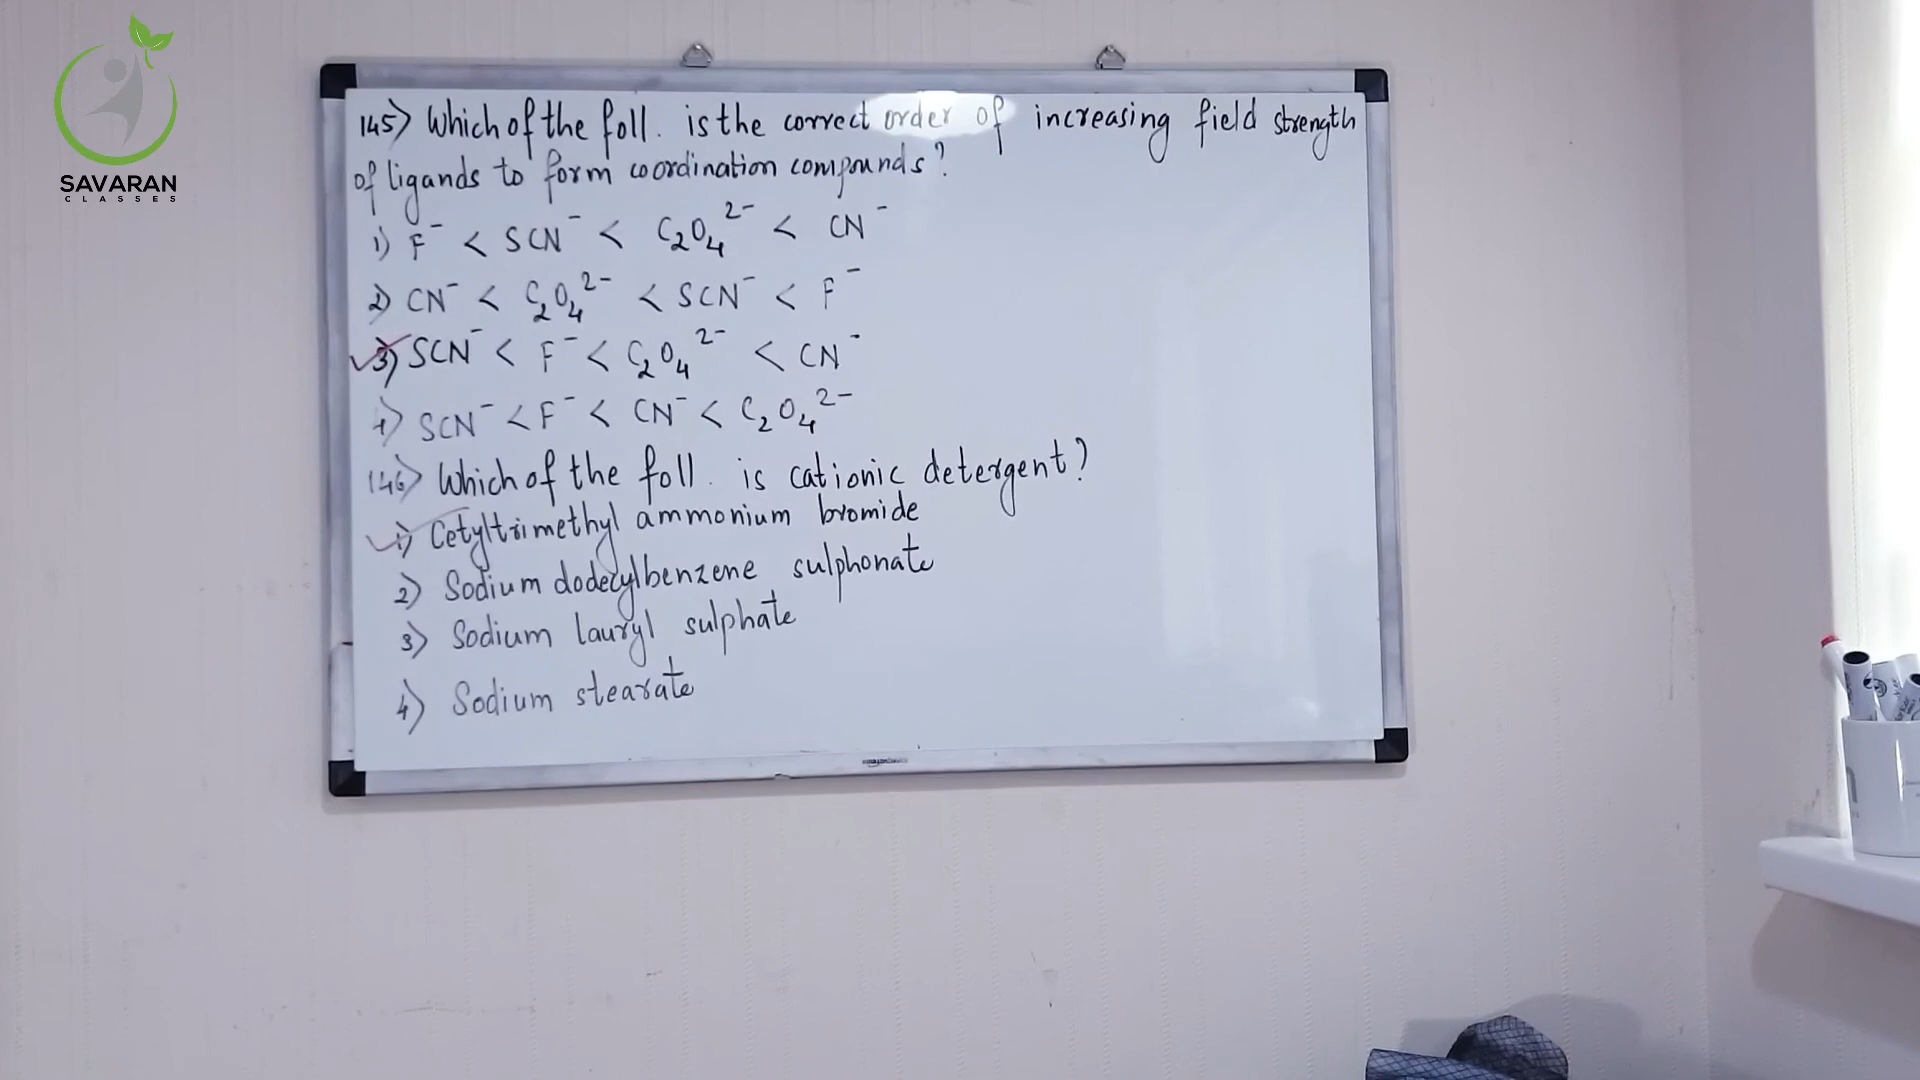 SAVARAN
CLASSES
145) Which of the foll. is the correct order of increasing field strength
of ligands to form coordination compounds?
1) F⁻ < SCN⁻ < C₂O₄²⁻ < CN⁻
2) CN⁻ < C₂O₄²⁻ < SCN⁻ < F⁻
3) SCN⁻ < F⁻ < C₂O₄²⁻ < CN⁻
4) SCN⁻ < F⁻ < CN⁻ < C₂O₄²⁻
146) Which of the foll. is cationic detergent?
1) Cetyltrimethyl ammonium bromide
2) Sodium dodecylbenzene sulphonate
3) Sodium lauryl sulphate
4) Sodium stearate